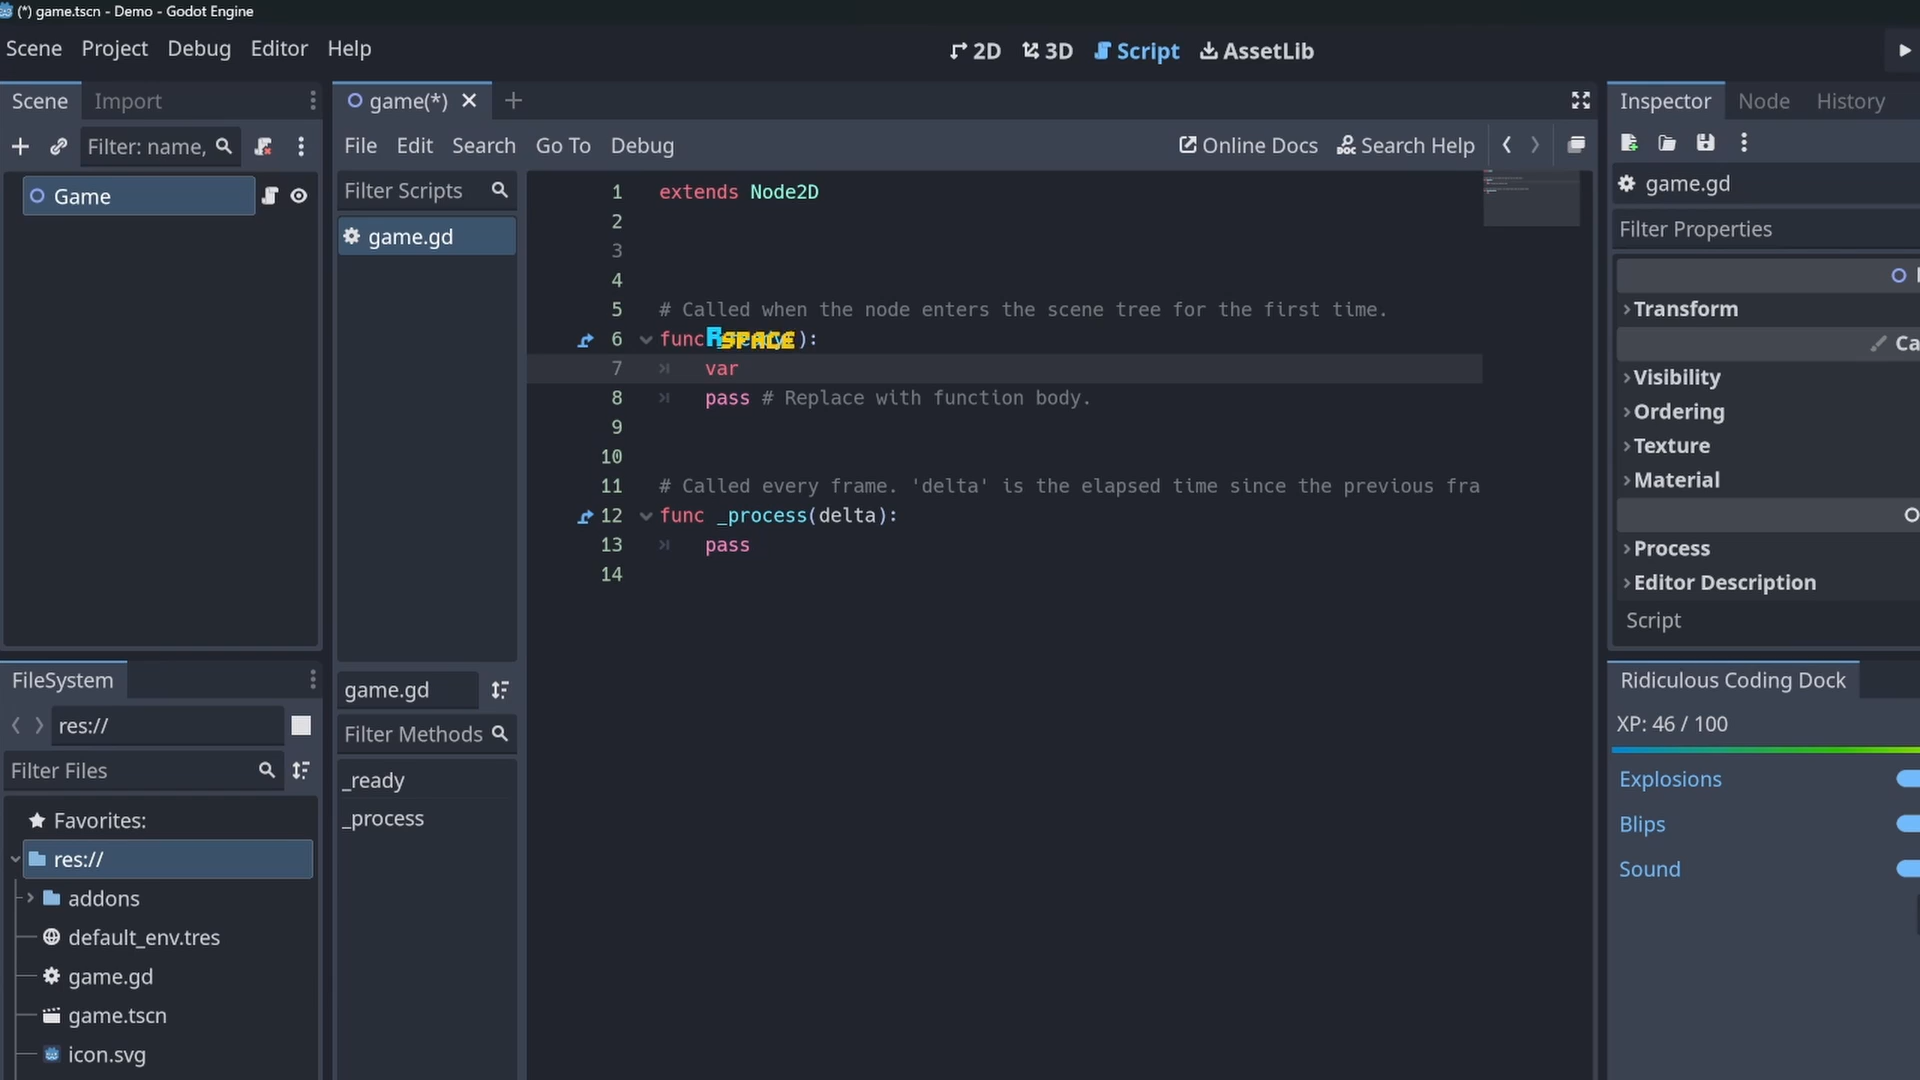 (*) game.tscn - Demo - Godot Engine
Scene Project Debug Editor Help
2D 3D Script AssetLib
Scene Import
game(*)
Inspector Node History
Filter: name,
File Edit Search Go To Debug
Online Docs Search Help
Game
Filter Scripts
game.gd
1 extends Node2D
2
3
4
5 # Called when the node enters the scene tree for the first time.
6 func ):
R SPACE
7 var
8 pass # Replace with function body.
9
10
11 # Called every frame. 'delta' is the elapsed time since the previous fra
12 func _process(delta):
13 pass
14
game.gd
Filter Properties
Transform
Ca
Visibility
Ordering
Texture
Material
Process
Editor Description
Script
FileSystem
res://
Filter Files
Favorites:
res://
addons
default_env.tres
game.gd
game.tscn
icon.svg
game.gd
Filter Methods
_ready
_process
Ridiculous Coding Dock
XP: 46 / 100
Explosions
Blips
Sound